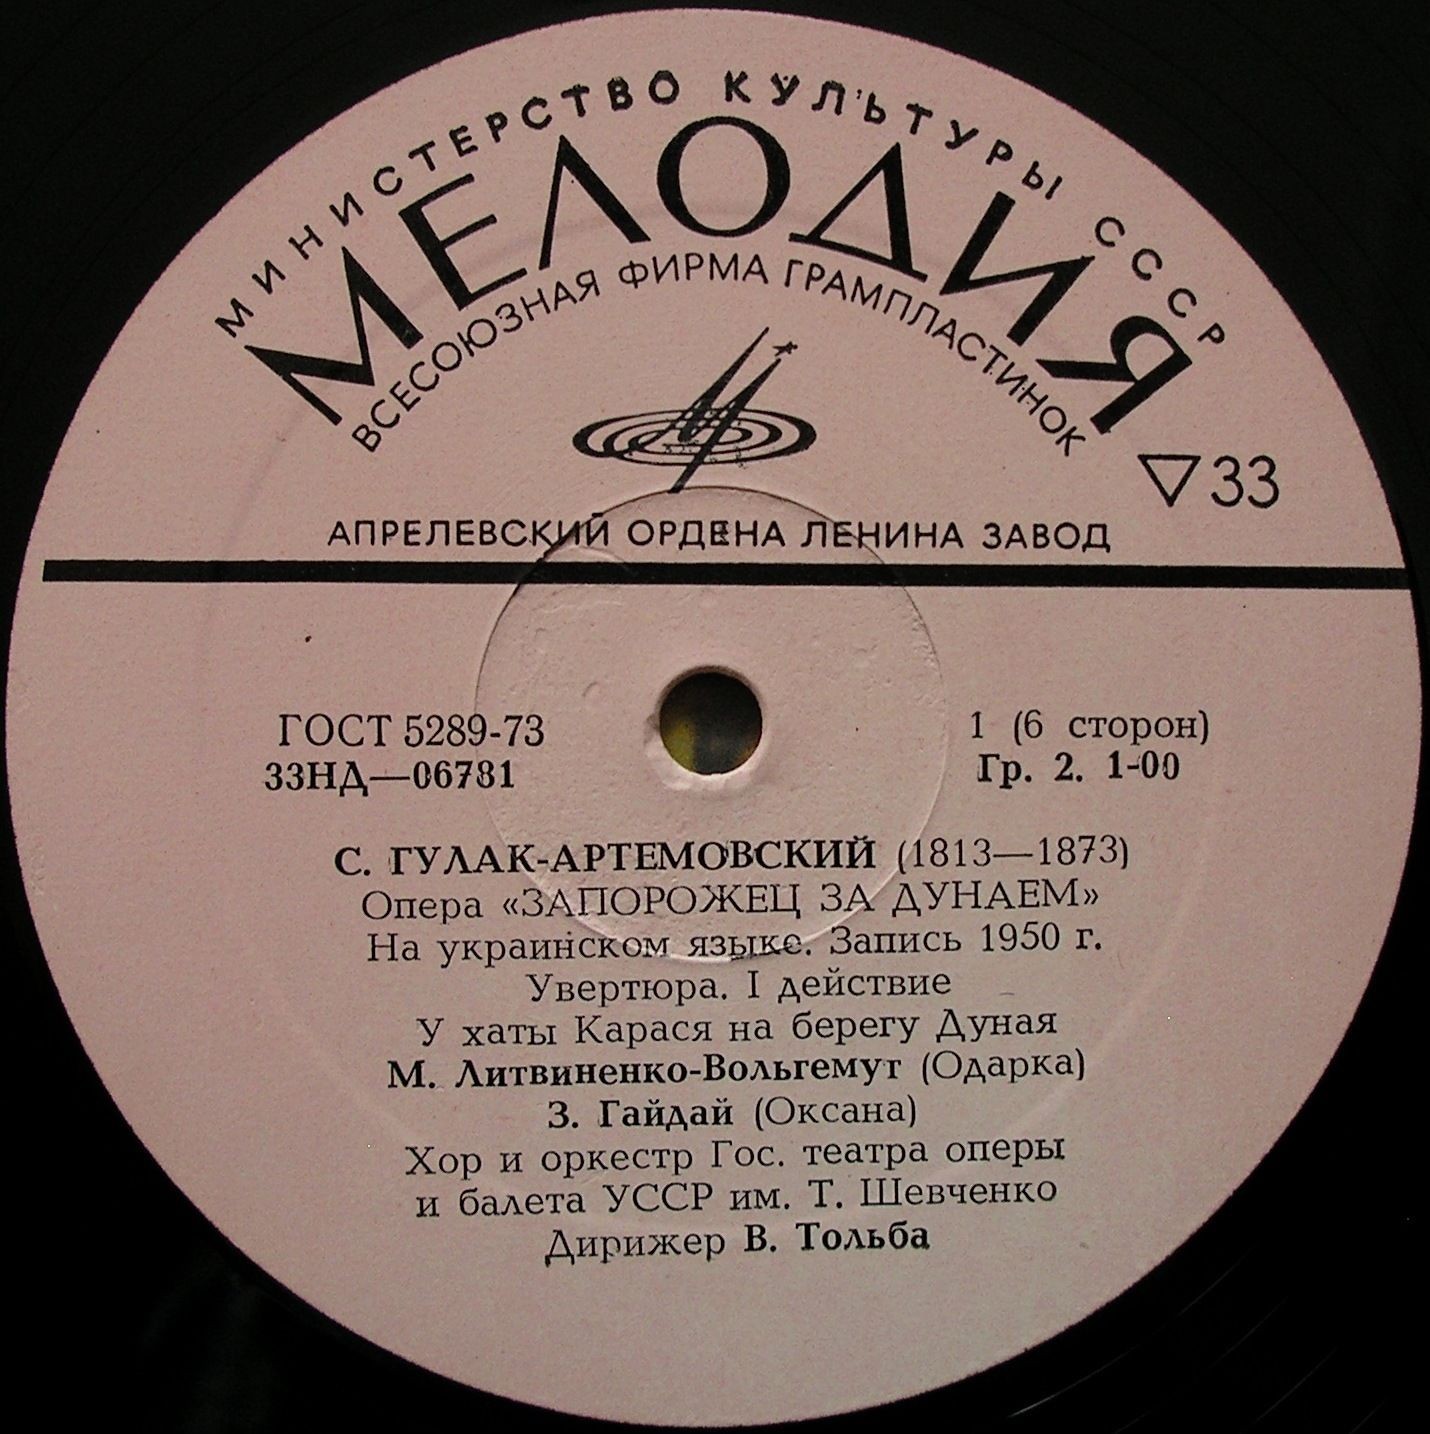 МИНИСТЕРСТВО КУЛЬТУРЫ СССР
МЕЛОДИЯ
ВСЕСОЮЗНАЯ ФИРМА ГРАМПЛАСТИНОК
▽33
АПРЕЛЕВСКИЙ ОРДЕНА ЛЕНИНА ЗАВОД
ГОСТ 5289-73
33НД—06781
1 (6 сторон)
Гр. 2. 1-00
С. ГУЛАК-АРТЕМОВСКИЙ (1813—1873)
Опера «ЗАПОРОЖЕЦ ЗА ДУНАЕМ»
На украинском языке. Запись 1950 г.
Увертюра. I действие
У хаты Карася на берегу Дуная
М. Литвиненко-Вольгемут (Одарка)
З. Гайдай (Оксана)
Хор и оркестр Гос. театра оперы
и балета УССР им. Т. Шевченко
Дирижер В. Тольба